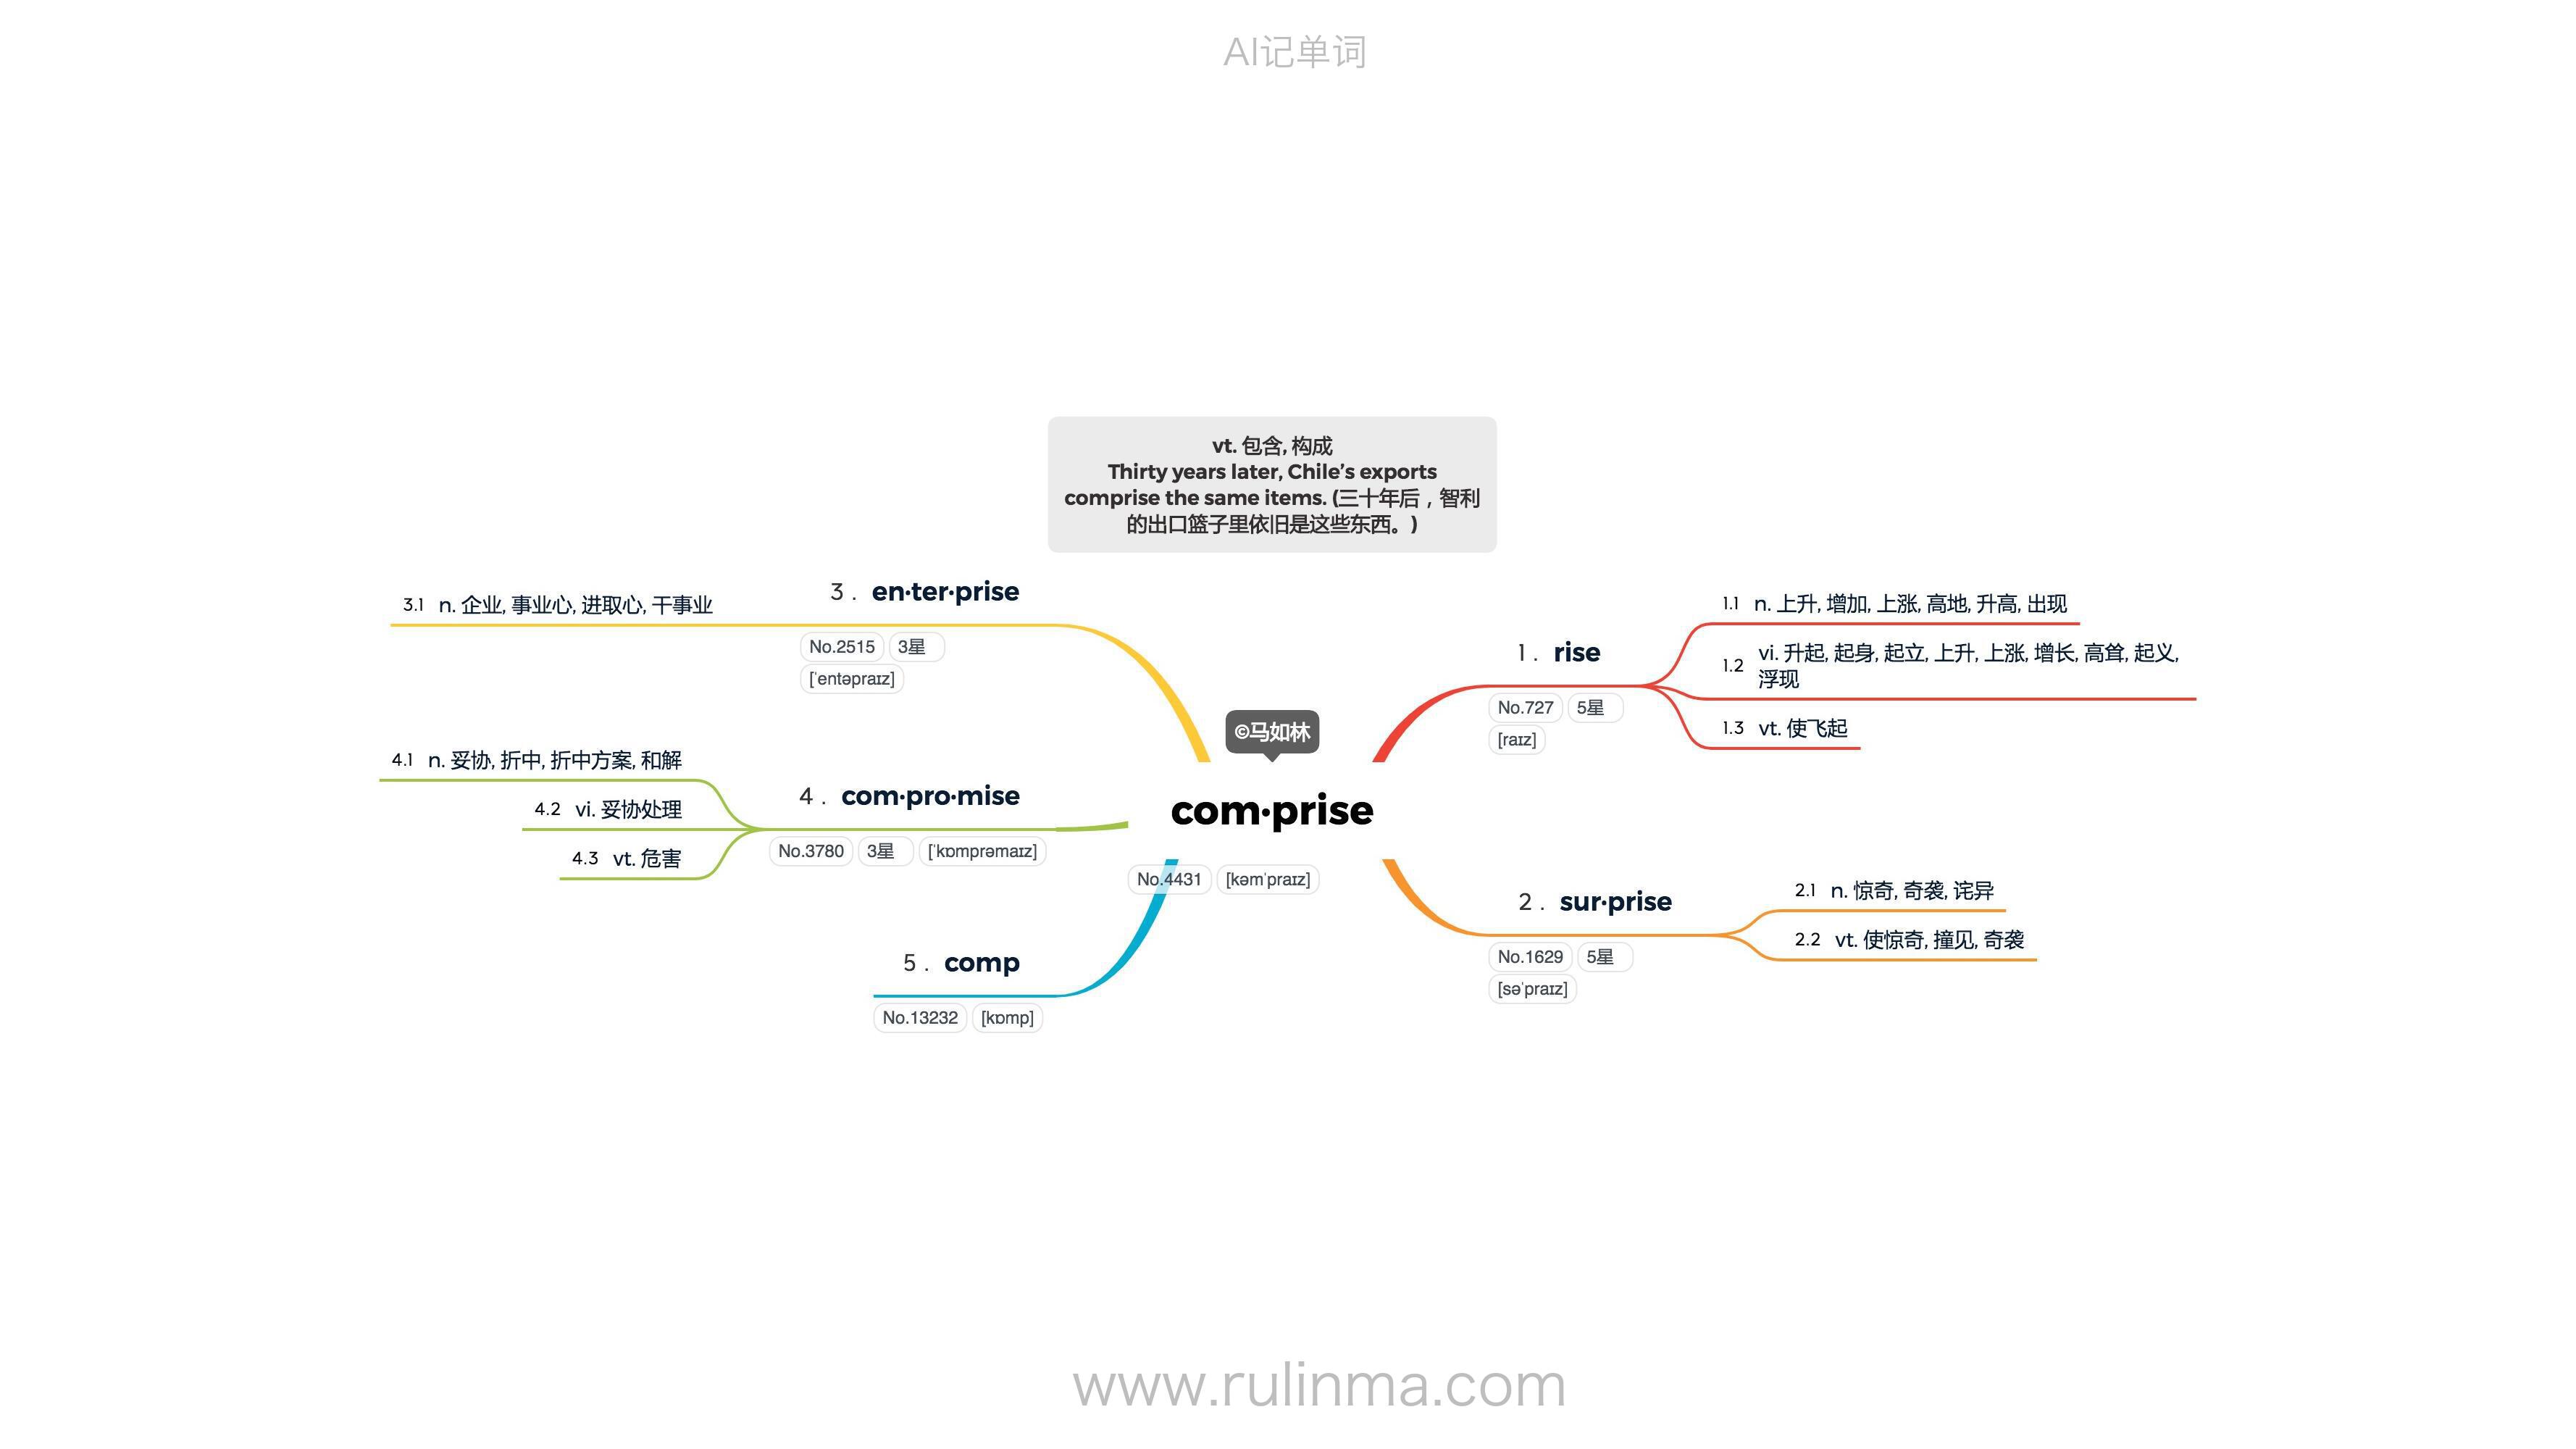 AI记单词
vt. 包含, 构成
Thirty years later, Chile’s exports
comprise the same items. (三十年后，智利
的出口篮子里依旧是这些东西。)
©马如林
com·prise
No.4431 [kəmˈpraɪz]
1 . rise
No.727 5星
[raɪz]
1.1 n. 上升, 增加, 上涨, 高地, 升高, 出现
1.2 vi. 升起, 起身, 起立, 上升, 上涨, 增长, 高耸, 起义,
浮现
1.3 vt. 使飞起
2 . sur·prise
No.1629 5星
[səˈpraɪz]
2.1 n. 惊奇, 奇袭, 诧异
2.2 vt. 使惊奇, 撞见, 奇袭
3 . en·ter·prise
No.2515 3星
[ˈentəpraɪz]
3.1 n. 企业, 事业心, 进取心, 干事业
4 . com·pro·mise
No.3780 3星 [ˈkɒmprəmaɪz]
4.1 n. 妥协, 折中, 折中方案, 和解
4.2 vi. 妥协处理
4.3 vt. 危害
5 . comp
No.13232 [kɒmp]
www.rulinma.com